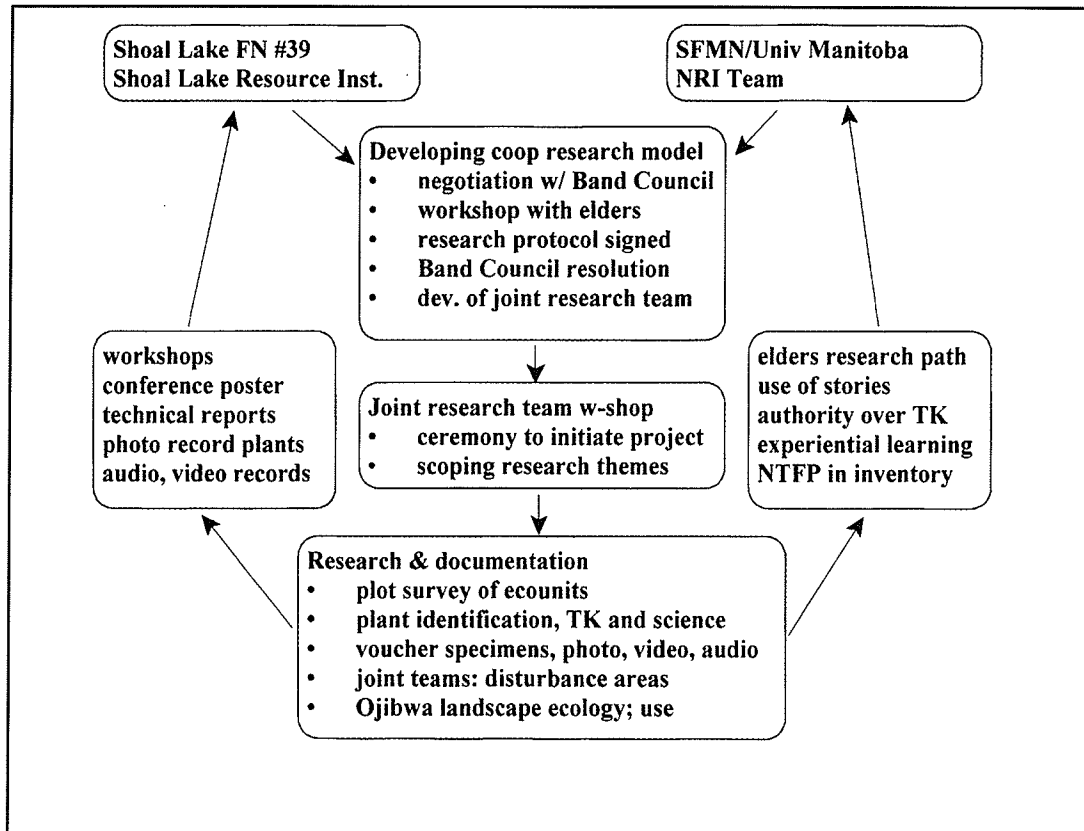 Shoal Lake FN #39
Shoal Lake Resource Inst.
SFMN/Univ Manitoba
NRI Team
Developing coop research model
• negotiation w/ Band Council
• workshop with elders
• research protocol signed
• Band Council resolution
• dev. of joint research team
workshops
conference poster
technical reports
photo record plants
audio, video records
Joint research team w-shop
• ceremony to initiate project
• scoping research themes
elders research path
use of stories
authority over TK
experiential learning
NTFP in inventory
Research & documentation
• plot survey of ecounits
• plant identification, TK and science
• voucher specimens, photo, video, audio
• joint teams: disturbance areas
• Ojibwa landscape ecology; use